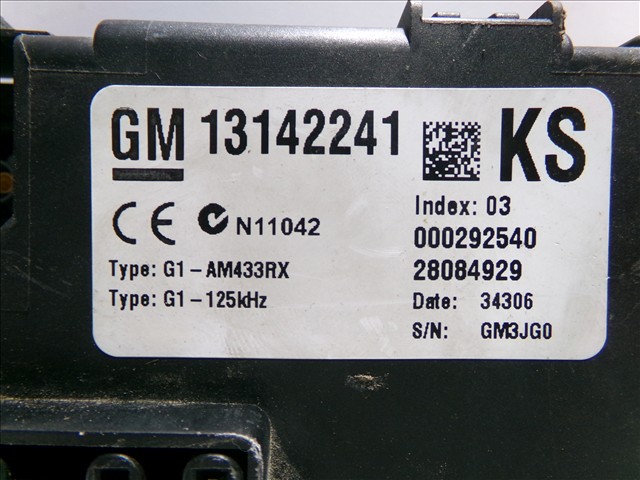 GM 13142241 KS
Index: 03
CE N11042
000292540
Type: G1-AM433RX
28084929
Type: G1-125kHz
Date: 34306
S/N: GM3JG0